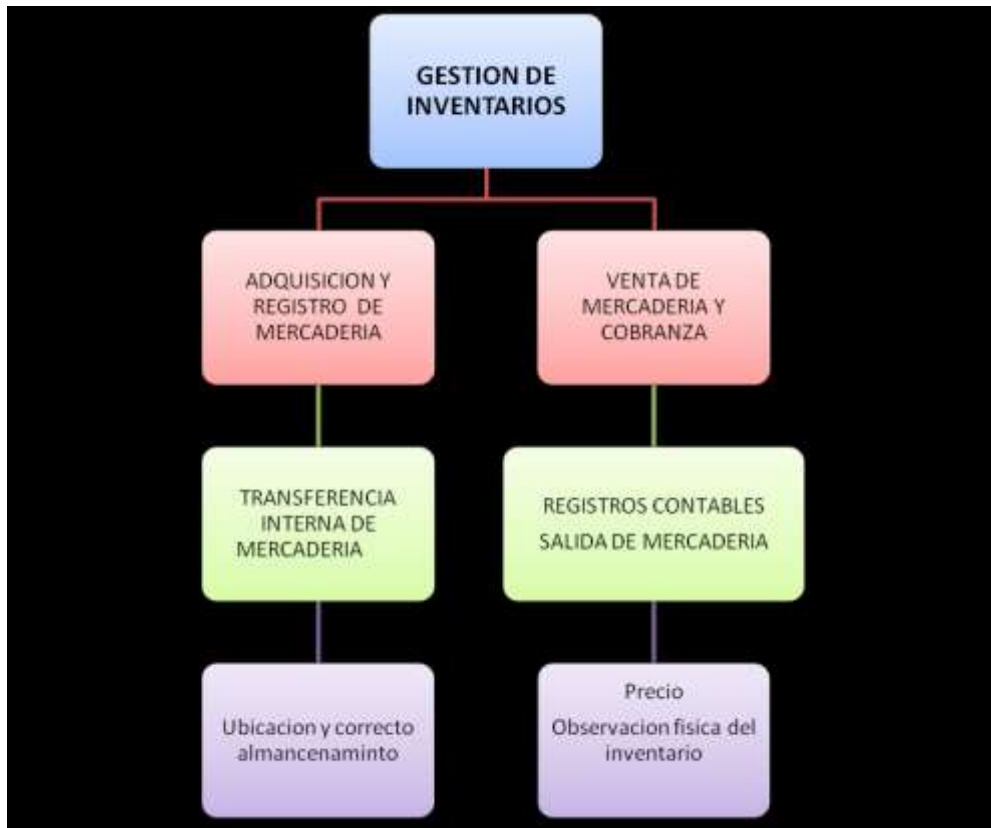 GESTION DE
INVENTARIOS
ADQUISICION Y
REGISTRO DE
MERCADERIA
VENTA DE
MERCADERIA Y
COBRANZA
TRANSFERENCIA
INTERNA DE
MERCADERIA
REGISTROS CONTABLES
SALIDA DE MERCADERIA
Ubicacion y correcto
almancenaminto
Precio
Observacion fisica del
inventario